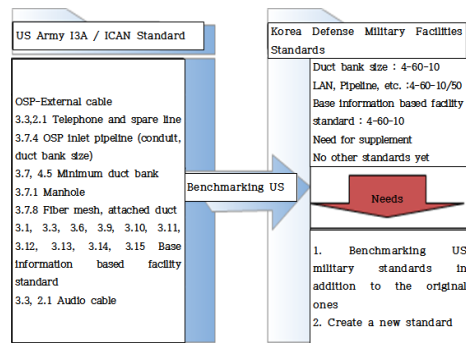 US Army I3A / ICAN Standard
OSP-External cable
3.3,2.1 Telephone and spare line
3.7.4 OSP inlet pipeline (conduit,
duct bank size)
3.7, 4.5 Minimum duct bank
3.7.1 Manhole
3.7.8 Fiber mesh, attached duct
3.1, 3.3, 3.6, 3.9, 3.10, 3.11,
3.12, 3.13, 3.14, 3.15 Base
information based facility
standard
3.3, 2.1 Audio cable
Benchmarking US
Korea Defense Military Facilities
Standards
Duct bank size : 4-60-10
LAN, Pipeline, etc. :4-60-10/50
Base information based facility
standard : 4-60-10
Need for supplement
No other standards yet
Needs
1. Benchmarking US
military standards in
addition to the original
ones
2. Create a new standard